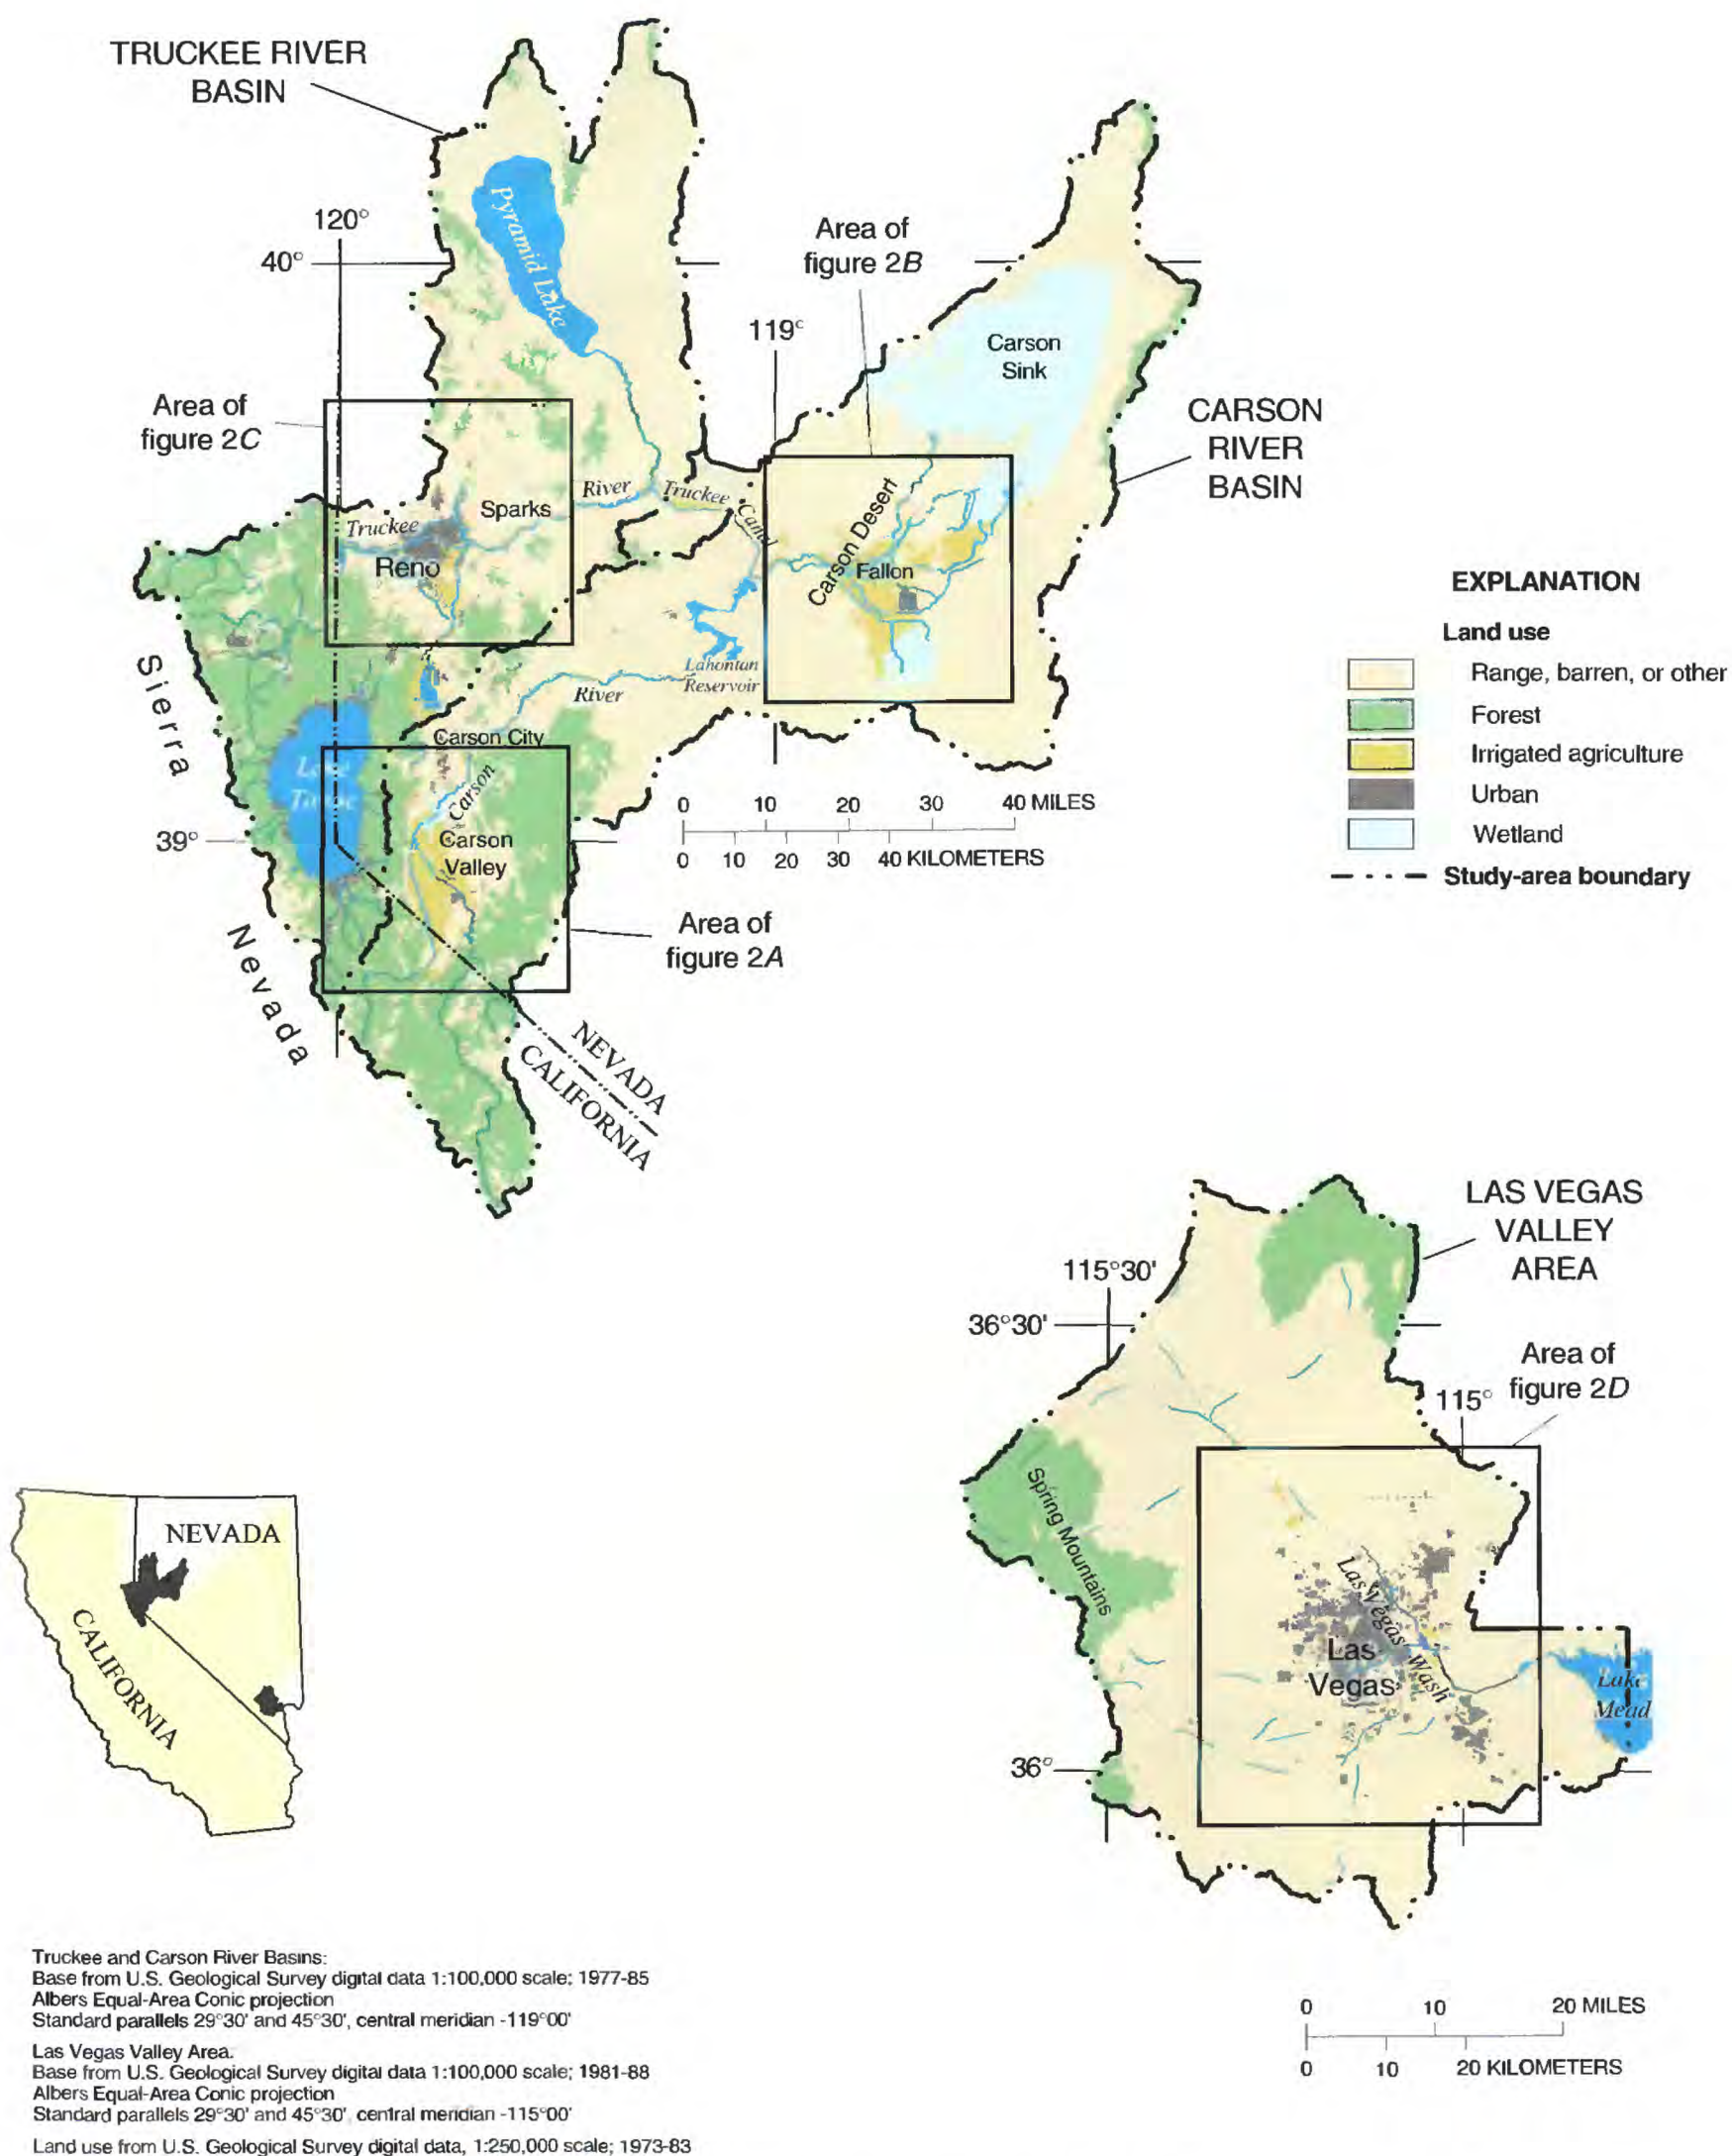 TRUCKEE RIVER
BASIN
120°
40°
Pyramid Lake
Area of
figure 2B
119°
Carson
Sink
Area of
figure 2C
CARSON
RIVER
BASIN
Truckee
River
Sparks
Reno
Truckee
Canal
Carson Desert
Fallon
Lahontan
Reservoir
River
Sierra
Nevada
Carson City
Lake
Tahoe
Carson
Carson
Valley
39°
0 10 20 30 40 MILES
0 10 20 30 40 KILOMETERS
Area of
figure 2A
NEVADA
CALIFORNIA
EXPLANATION
Land use
Range, barren, or other
Forest
Irrigated agriculture
Urban
Wetland
Study-area boundary
LAS VEGAS
VALLEY
AREA
115°30'
36°30'
Area of
figure 2D
115°
Spring Mountains
Las Vegas Wash
Las
Vegas
Lake
Mead
36°
NEVADA
CALIFORNIA
0 10 20 MILES
0 10 20 KILOMETERS
Truckee and Carson River Basins:
Base from U.S. Geological Survey digital data 1:100,000 scale; 1977-85
Albers Equal-Area Conic projection
Standard parallels 29°30' and 45°30', central meridian -119°00'
Las Vegas Valley Area.
Base from U.S. Geological Survey digital data 1:100,000 scale; 1981-88
Albers Equal-Area Conic projection
Standard parallels 29°30' and 45°30', central meridian -115°00'
Land use from U.S. Geological Survey digital data, 1:250,000 scale; 1973-83